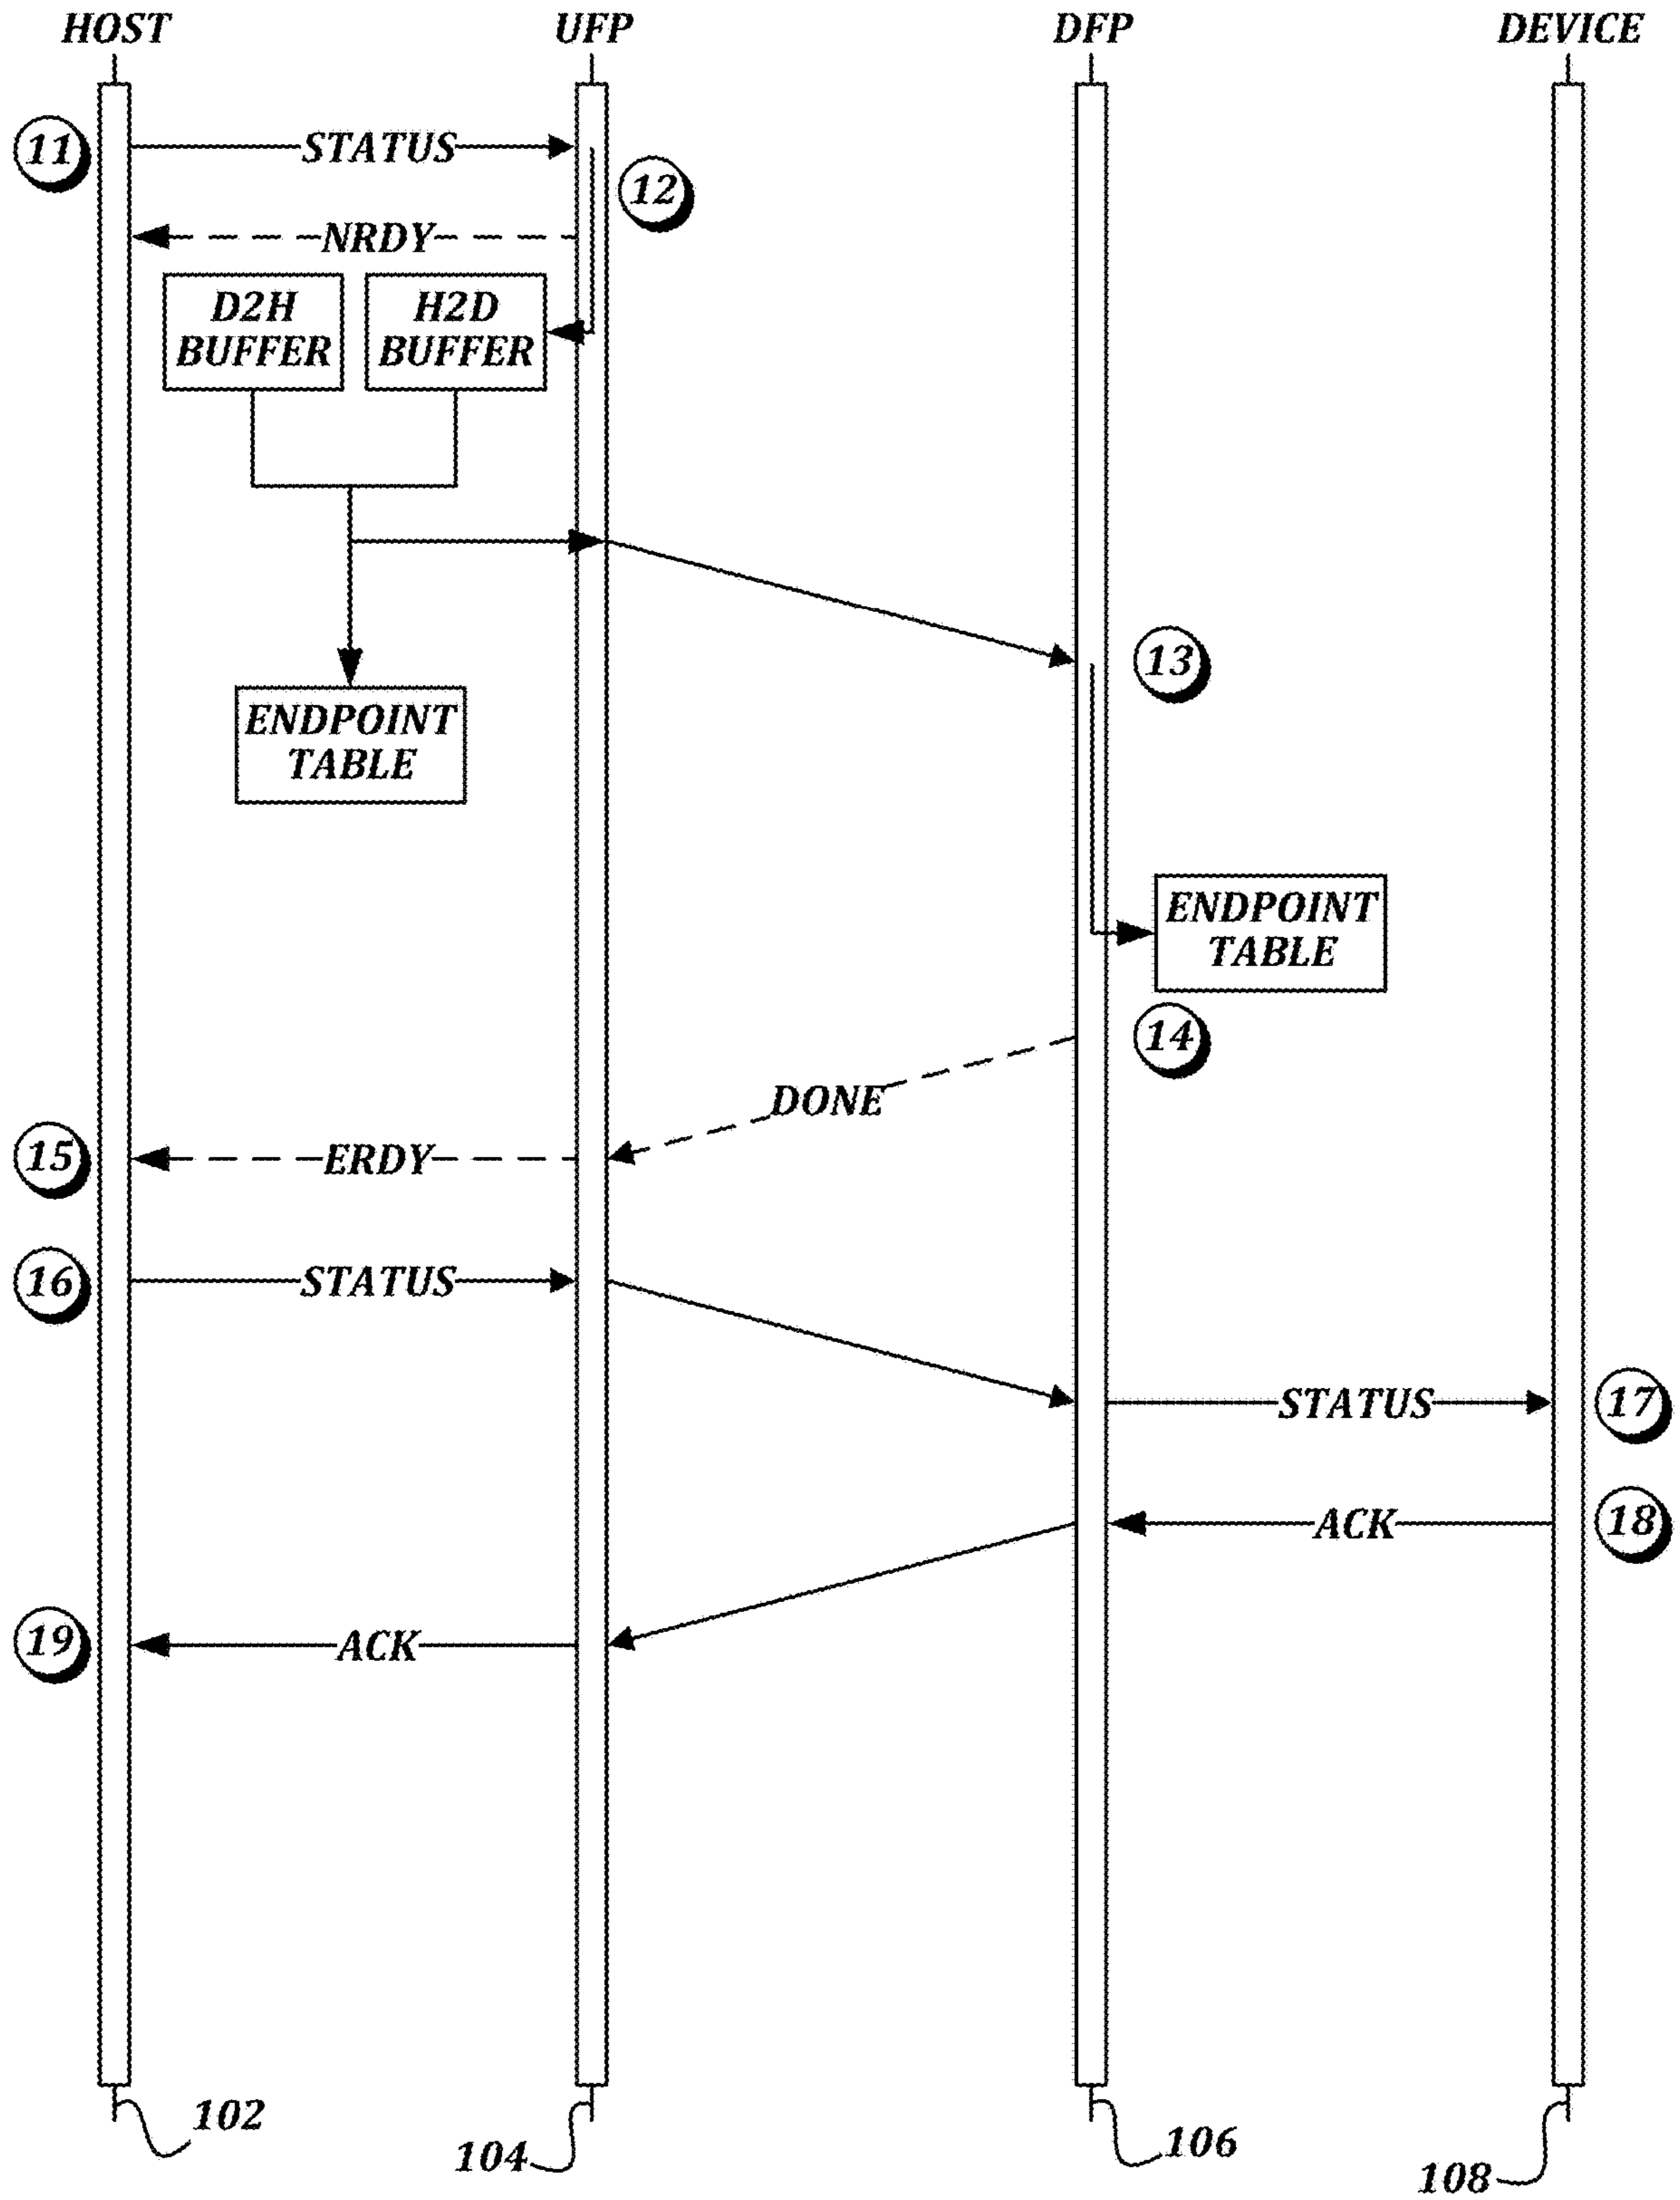 HOST UFP DFP DEVICE
11 STATUS
12
NRDY
D2H BUFFER
H2D BUFFER
13
ENDPOINT
TABLE
ENDPOINT
TABLE
14
DONE
15 ERDY
16 STATUS
STATUS 17
ACK 18
19 ACK
102
104
106
108